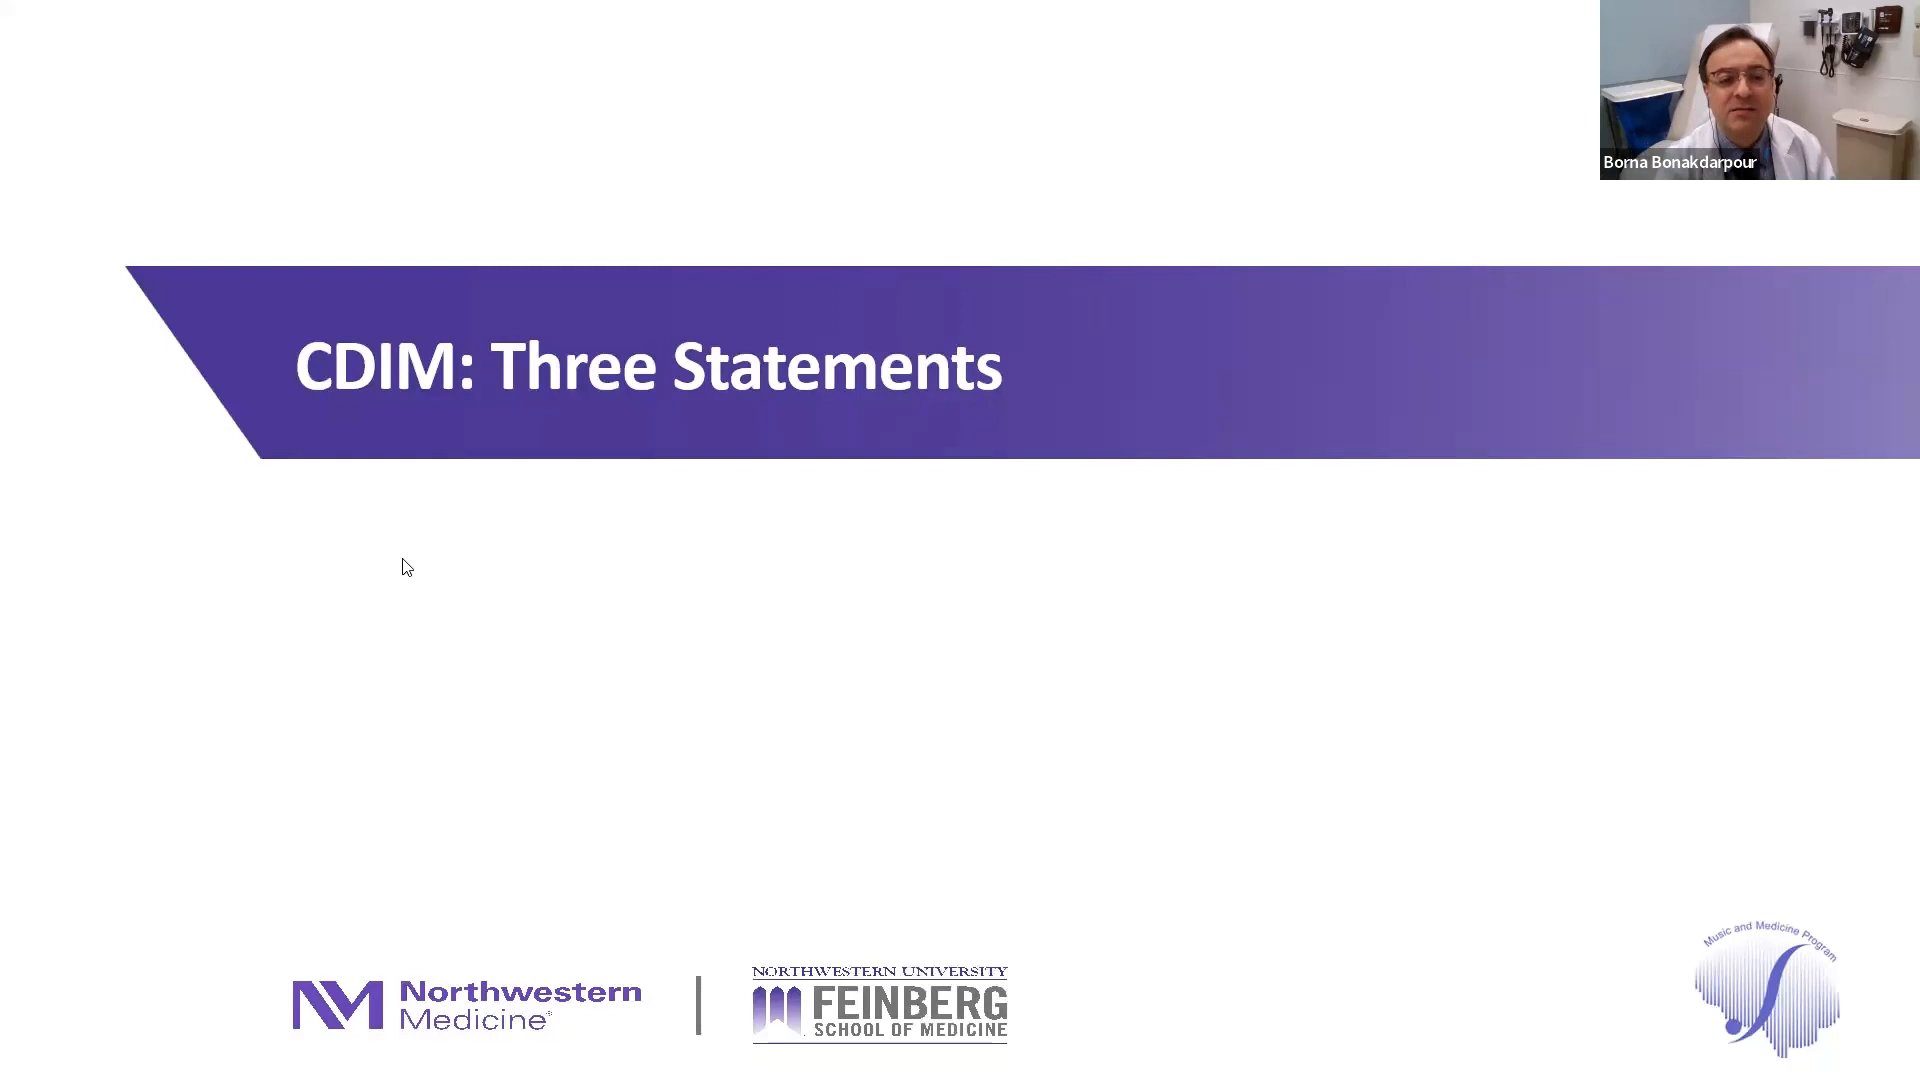 Borna Bonakdarpour
CDIM: Three Statements
Northwestern
Medicine®
NORTHWESTERN UNIVERSITY
FEINBERG
SCHOOL OF MEDICINE
Music and Medicine Program